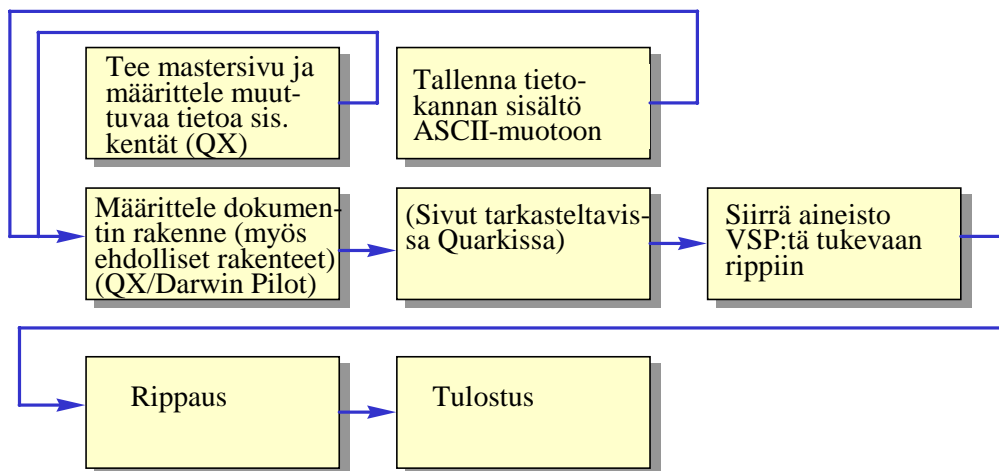 Tee mastersivu ja
määrittele muut-
tuvaa tietoa sis.
kentät (QX)
Tallenna tieto-
kannan sisältö
ASCII-muotoon
Määrittele dokumen-
tin rakenne (myös
ehdolliset rakenteet)
(QX/Darwin Pilot)
(Sivut tarkasteltavis-
sa Quarkissa)
Siirrä aineisto
VSP:tä tukevaan
rippiin
Rippaus
Tulostus